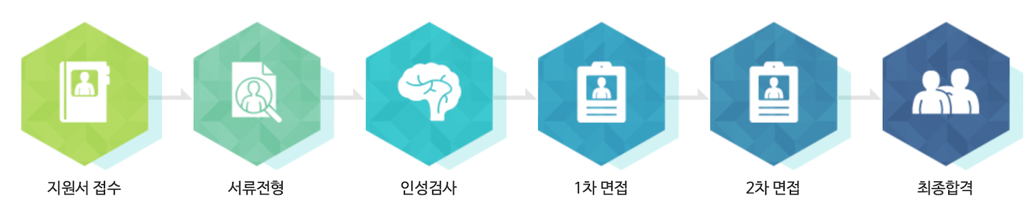 지원서 접수
서류전형
인성검사
1차 면접
2차 면접
최종합격